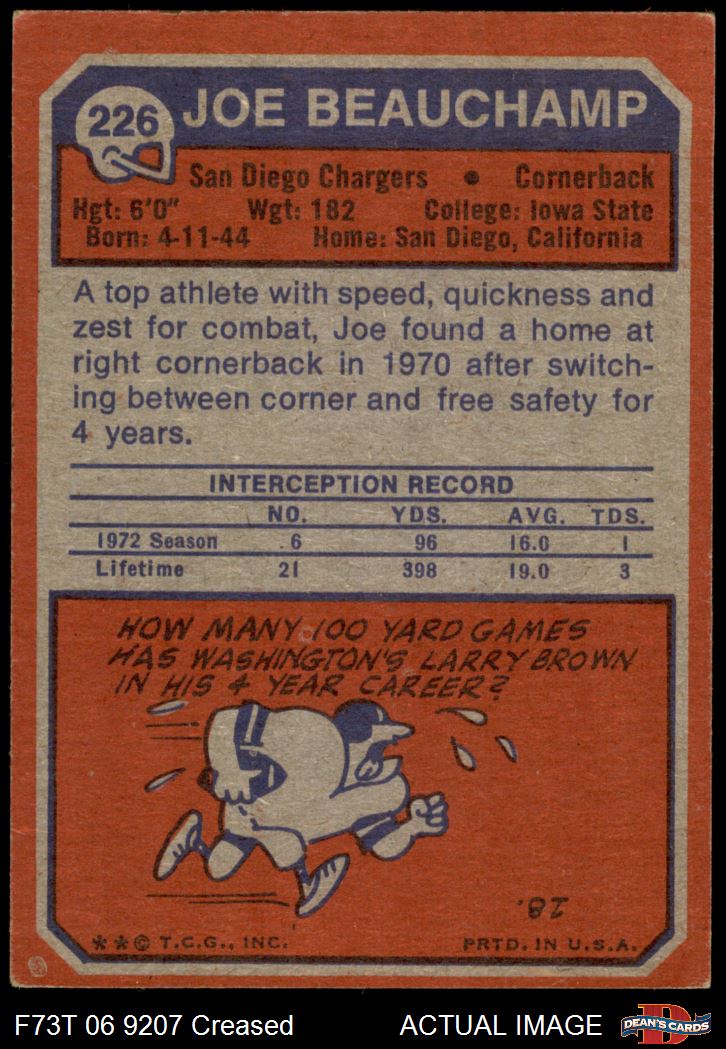 226 JOE BEAUCHAMP
San Diego Chargers • Cornerback
Hgt: 6'0" Wgt: 182 College: Iowa State
Born: 4-11-44 Home: San Diego, California
A top athlete with speed, quickness and
zest for combat, Joe found a home at
right cornerback in 1970 after switch-
ing between corner and free safety for
4 years.
INTERCEPTION RECORD
NO. YDS. AVG. TDS.
1972 Season 6 96 16.0 1
Lifetime 21 398 19.0 3
HOW MANY 100 YARD GAMES
HAS WASHINGTON'S LARRY BROWN
IN HIS 4 YEAR CAREER?
18.
**© T.C.G., INC. PRTD. IN U.S.A.
F73T 06 9207 Creased ACTUAL IMAGE D DEAN'S CARDS